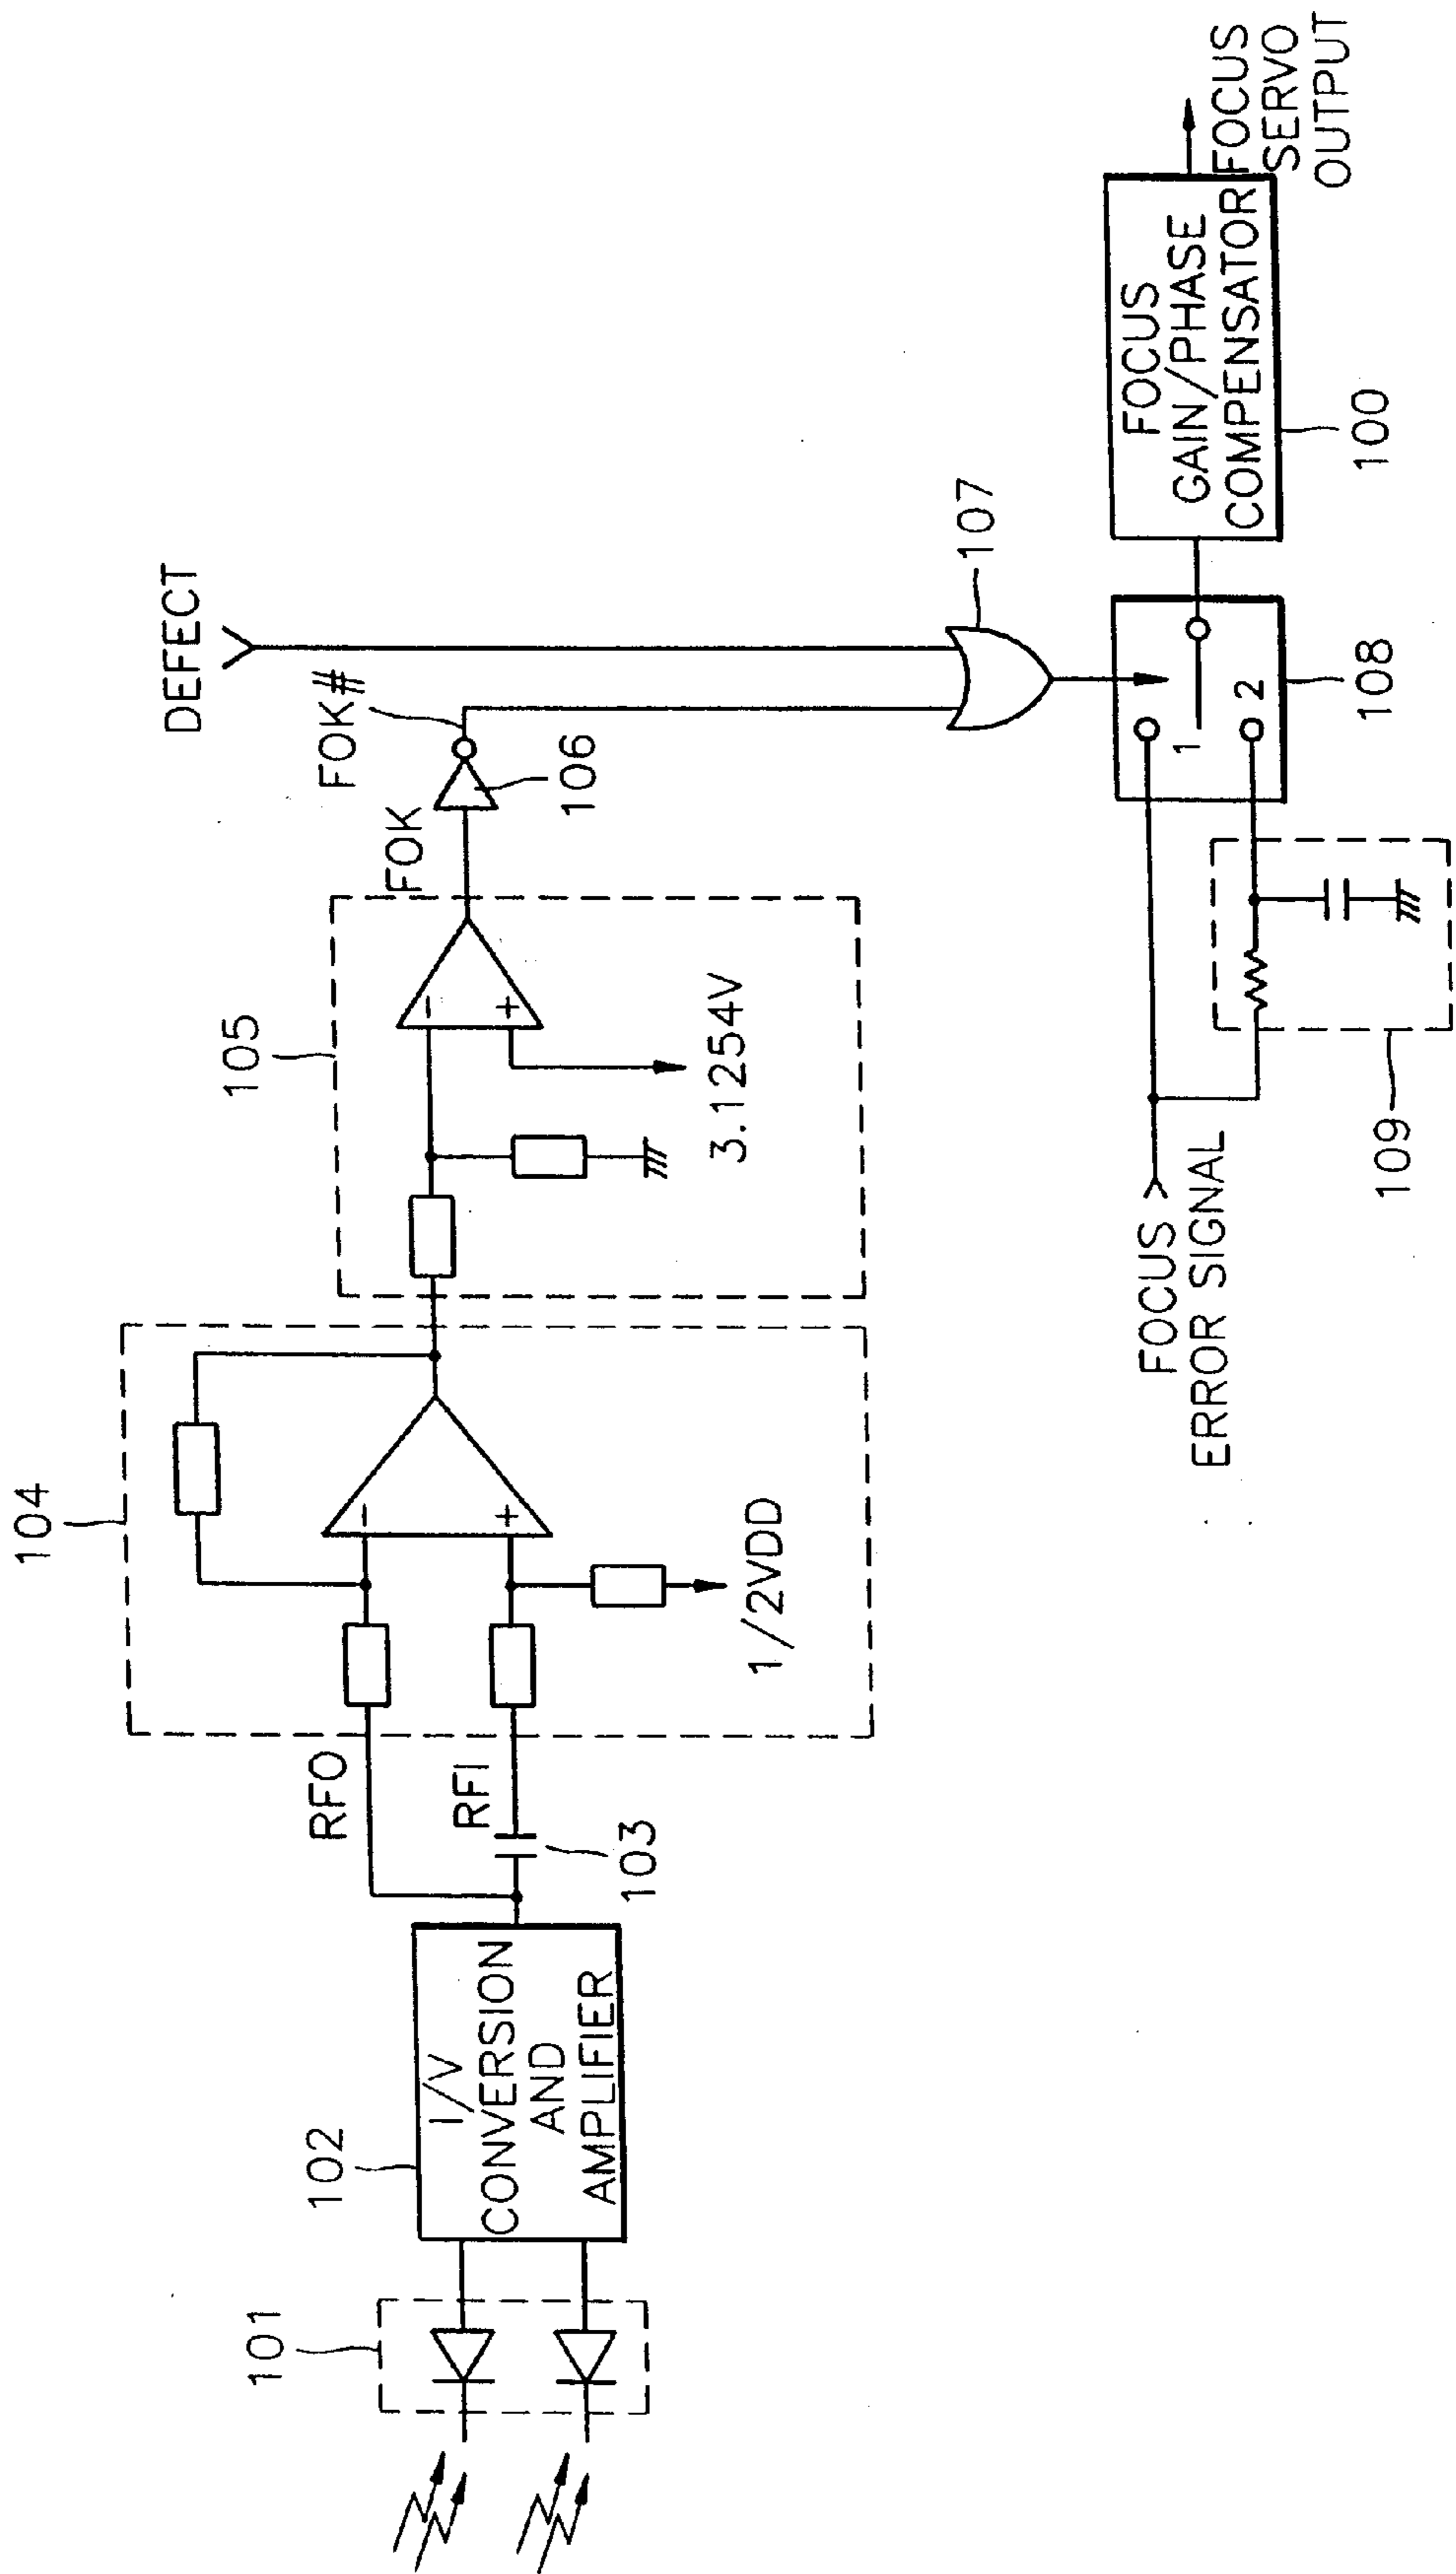 101
102
I/V
CONVERSION
AND
AMPLIFIER
RFO
RFI
103
104
−
+
1/2VDD
105
−
+
3.1254V
FOK
FOK#
106
DEFECT
107
FOCUS
ERROR SIGNAL
109
1
2
108
FOCUS
GAIN/PHASE
COMPENSATOR
100
FOCUS
SERVO
OUTPUT